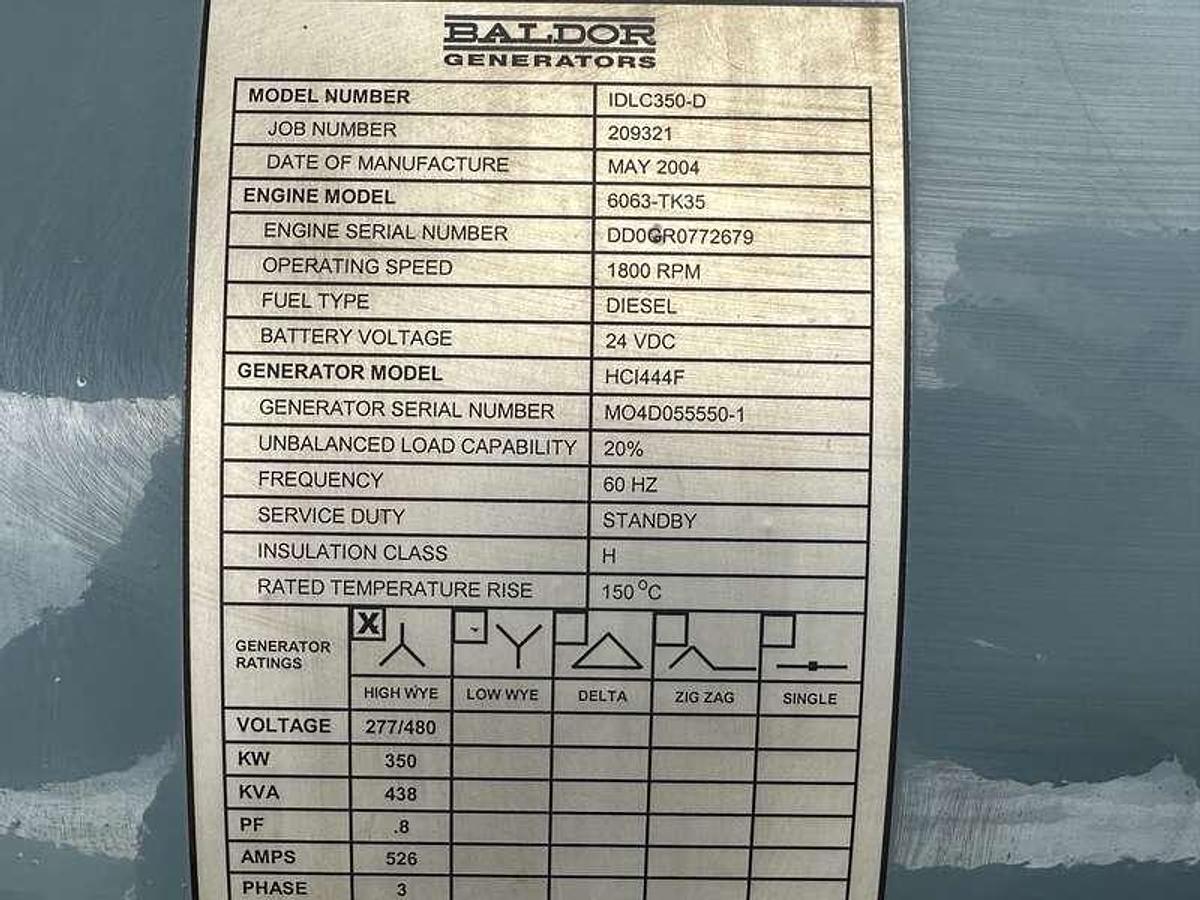 BALDOR
GENERATORS
MODEL NUMBER IDLC350-D
JOB NUMBER 209321
DATE OF MANUFACTURE MAY 2004
ENGINE MODEL 6063-TK35
ENGINE SERIAL NUMBER
OPERATING SPEED 1800 RPM
FUEL TYPE DIESEL
BATTERY VOLTAGE 24 VDC
GENERATOR MODEL HCI444F
GENERATOR SERIAL NUMBER MO4D055550-1
UNBALANCED LOAD CAPABILITY 20%
FREQUENCY 60 HZ
SERVICE DUTY STANDBY
INSULATION CLASS H
RATED TEMPERATURE RISE 150 °C
X
GENERATOR
RATINGS
HIGH WYE LOW WYE DELTA ZIG ZAG SINGLE
VOLTAGE 277/480
KW 350
KVA 438
PF .8
AMPS 526
PHASE 3